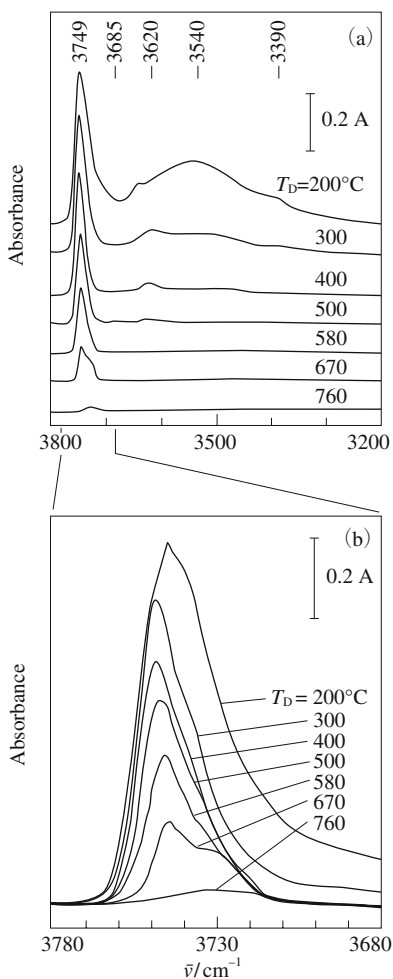 (a)
3749
3685
3620
3540
3390
0.2 A
Absorbance
T_D=200°C
300
400
500
580
670
760
3800 3500 3200
(b)
0.2 A
Absorbance
T_D = 200°C
300
400
500
580
670
760
3780 3730 3680
ν̄/cm⁻¹